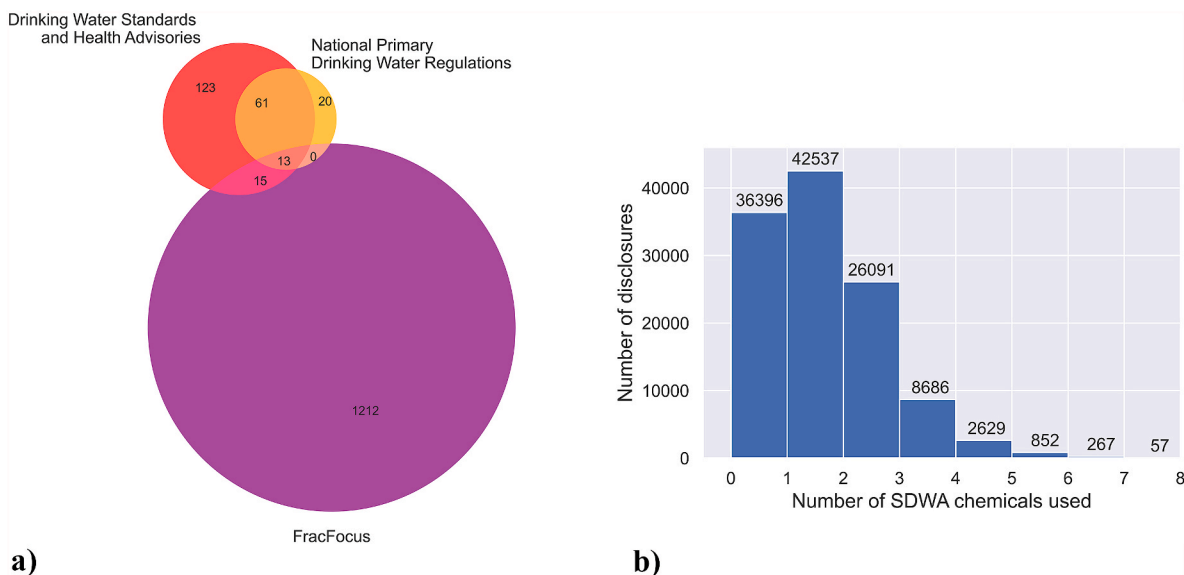 Drinking Water Standards
and Health Advisories
National Primary
Drinking Water Regulations
123
61
20
13
0
15
1212
FracFocus
a)
Number of disclosures
40000
30000
20000
10000
0
36396
42537
26091
8686
2629
852
267
57
0 1 2 3 4 5 6 7 8
Number of SDWA chemicals used
b)